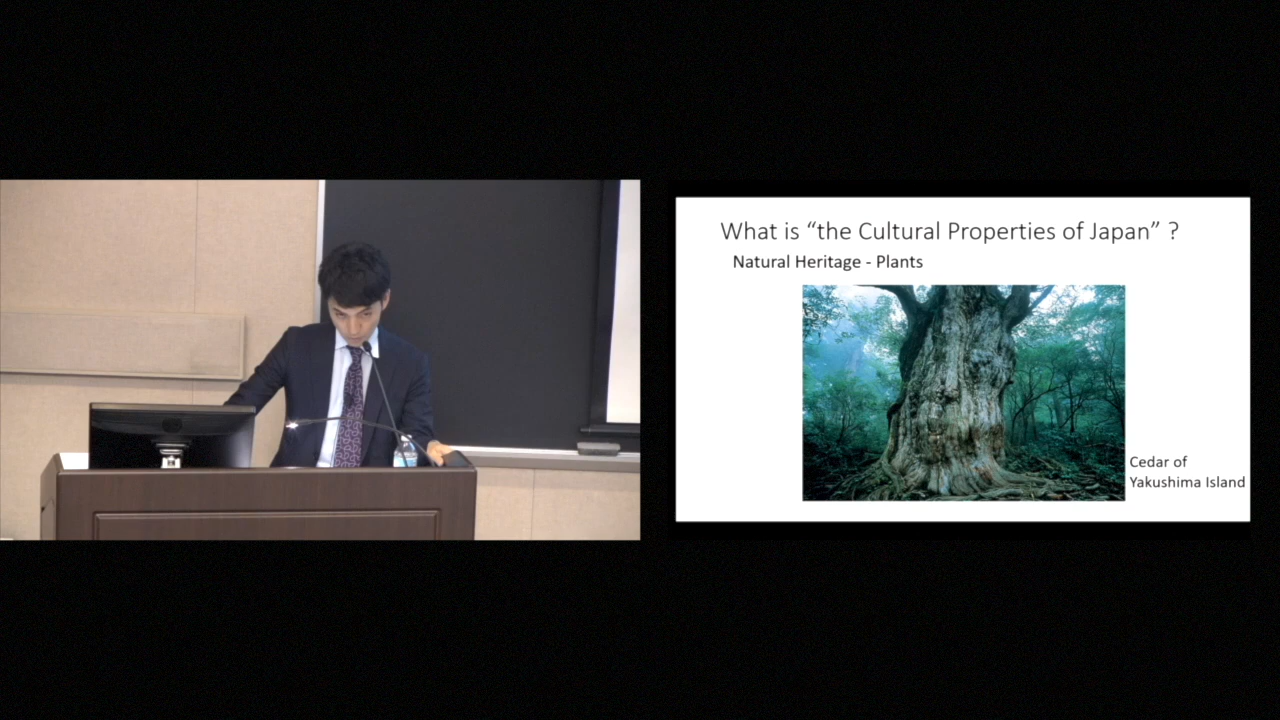 What is “the Cultural Properties of Japan” ?
Natural Heritage - Plants
Cedar of
Yakushima Island